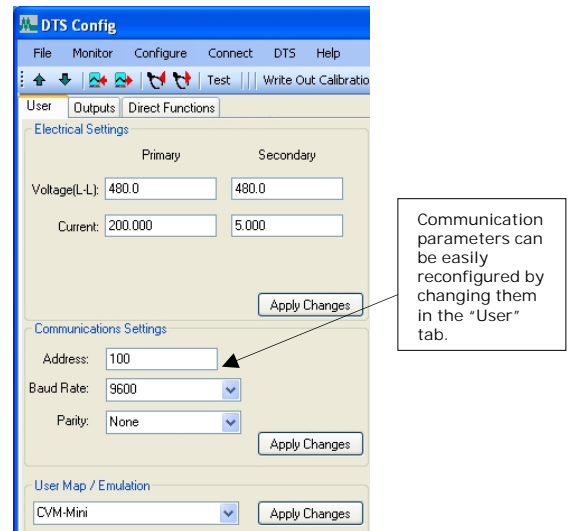 DTS Config
File Monitor Configure Connect DTS Help
Test Write Out Calibratio
User Outputs Direct Functions
Electrical Settings
Primary Secondary
Voltage(L-L): 480.0 480.0
Current: 200.000 5.000
Apply Changes
Communications Settings
Address: 100
Baud Rate: 9600
Parity: None
Apply Changes
User Map / Emulation
CVM-Mini Apply Changes
Communication
parameters can
be easily
reconfigured by
changing them
in the "User"
tab.